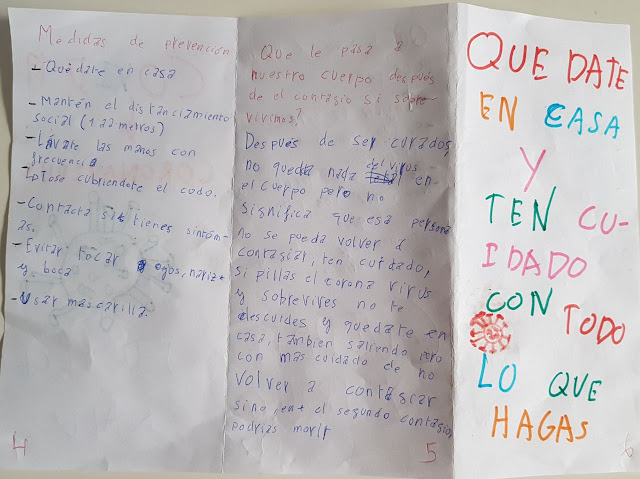 Médidas de prevención
- Quédate en casa
- Mantén el distanciamiento
social (1 a 2 metros)
- Lávate las manos con
frecuencia
- Tose cubriendote el codo.
- Contacta si tienes síntom-
as.
- Evitar tocar ojos, nariz
y boca
- Usar mascarilla.
4
Que le pasa a
nuestro cuerpo después
de el contagio si sobre-
vivimos?
Después de ser curados,
no queda nada del virus en
el cuerpo pero no
significa que esa persona
no se pueda volver a
contagiar, ten cuidado,
si pillas el corona virus
y sobrevives no te
descuides y quedate en
casa, tambien saliendo pero
con mas cuidado de no
volver a contagiar
sino, en el segundo contagio
podrías morir
5
QUE DATE
EN CASA
Y
TEN CU-
IDADO
CON TODO
LO QUE
HAGAS
6